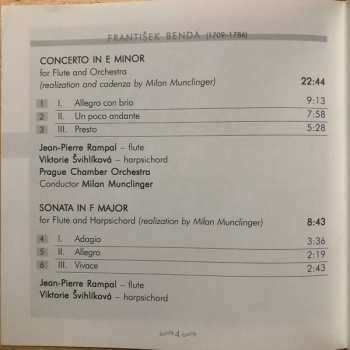 FRANTIŠEK BENDA (1709-1786)
CONCERTO IN E MINOR
for Flute and Orchestra
(realization and cadenza by Milan Munclinger) 22:44
1 I. Allegro con brio 9:13
2 II. Un poco andante 7:58
3 III. Presto 5:28
Jean-Pierre Rampal – flute
Viktorie Švihlíková – harpsichord
Prague Chamber Orchestra
Conductor Milan Munclinger
SONATA IN F MAJOR
for Flute and Harpsichord (realization by Milan Munclinger) 8:43
4 I. Adagio 3:36
5 II. Allegro 2:19
6 III. Vivace 2:43
Jean-Pierre Rampal – flute
Viktorie Švihlíková – harpsichord
4